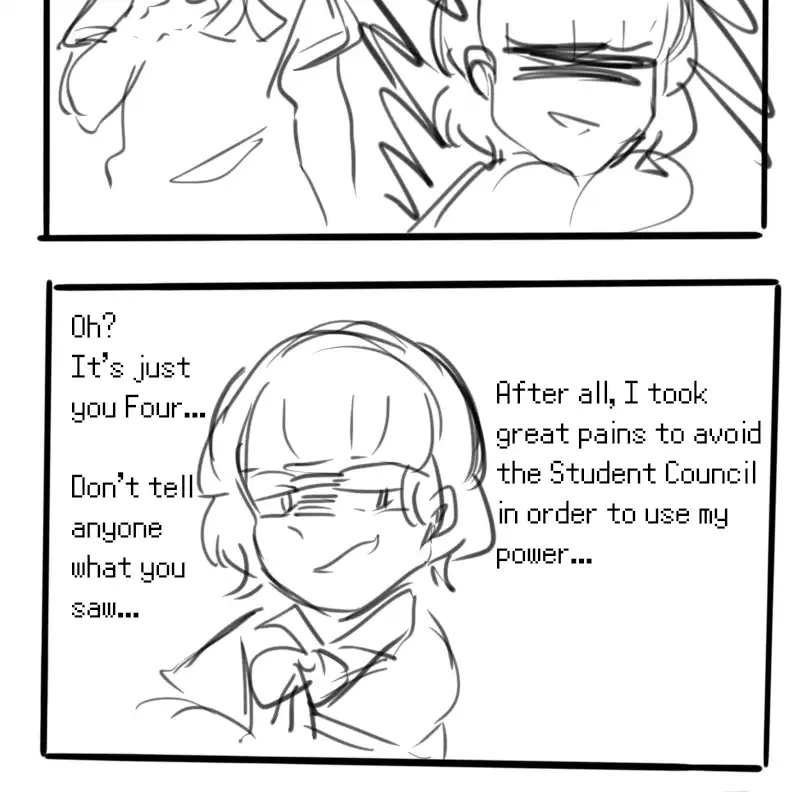 Oh?
It's just
you Four...
Don't tell
anyone
what you
saw...
After all, I took
great pains to avoid
the Student Council
in order to use my
power...